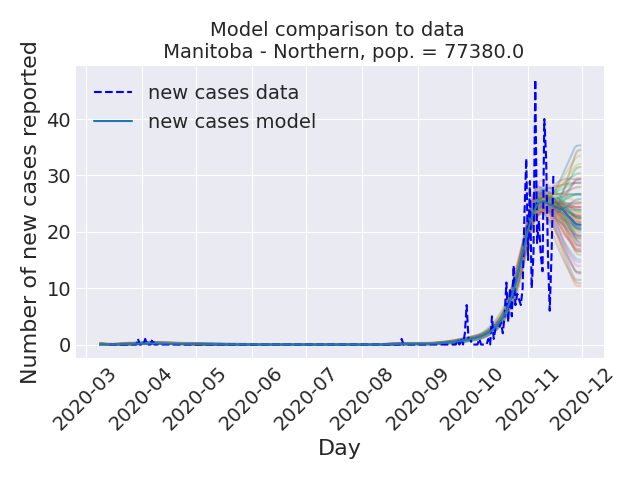 Model comparison to data
Manitoba - Northern, pop. = 77380.0
Number of new cases reported
new cases data
new cases model
40
30
20
10
0
2020-03
2020-04
2020-05
2020-06
2020-07
2020-08
2020-09
2020-10
2020-11
2020-12
Day